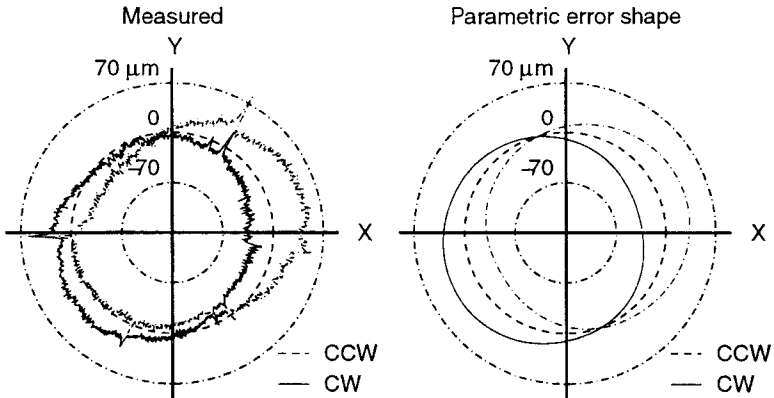 Measured
Y
70 μm
0
−70
X
CCW
CW
Parametric error shape
Y
70 μm
0
−70
X
CCW
CW